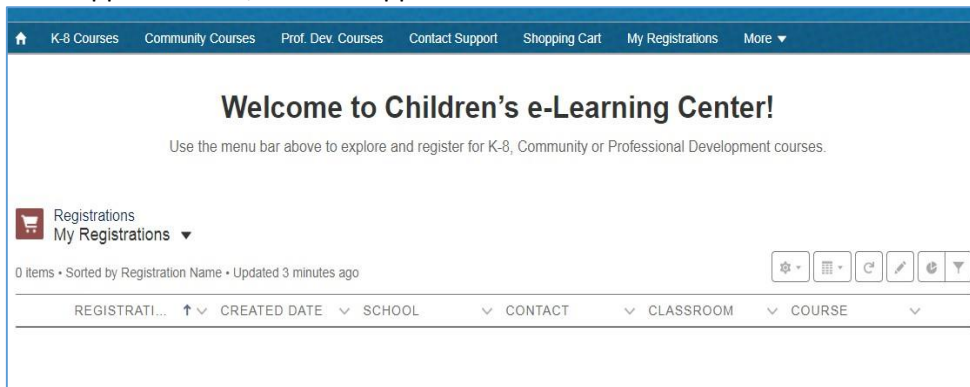 K-8 Courses Community Courses Prof. Dev. Courses Contact Support Shopping Cart My Registrations More
Welcome to Children's e-Learning Center!
Use the menu bar above to explore and register for K-8, Community or Professional Development courses.
Registrations
My Registrations
0 items • Sorted by Registration Name • Updated 3 minutes ago
REGISTRATI... CREATED DATE SCHOOL CONTACT CLASSROOM COURSE